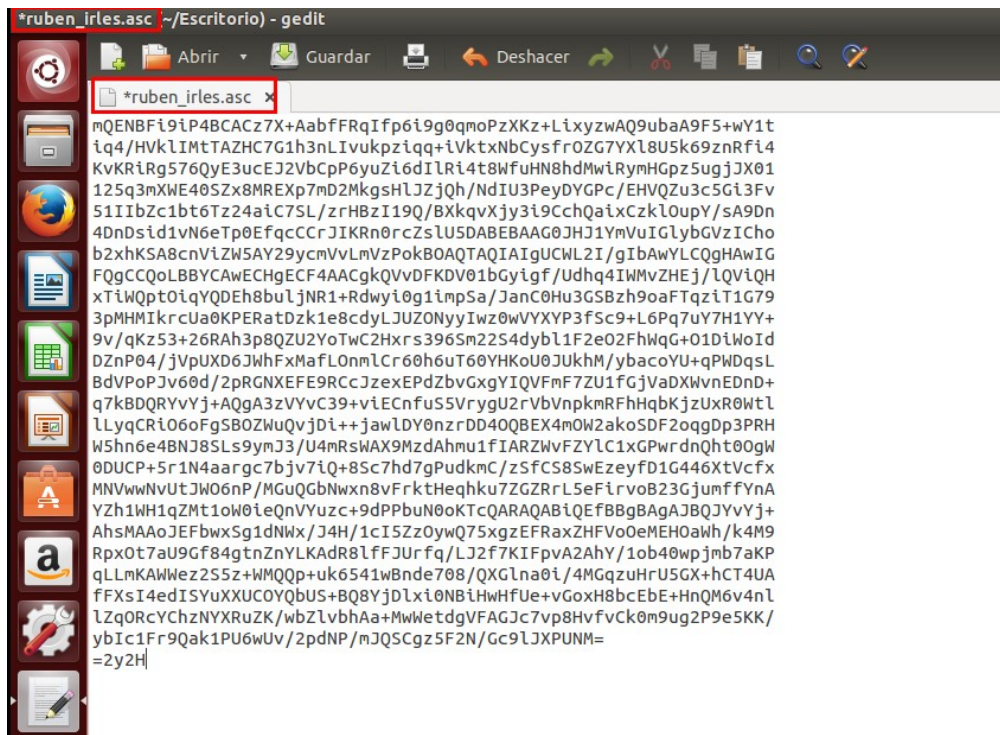 *ruben_irles.asc (~/Escritorio) - gedit
Abrir Guardar Deshacer
*ruben_irles.asc x
mQENBFi9iP4BCACz7X+AabfFRqIfp6i9g0qmoPzXKz+LixyzwAQ9ubaA9F5+wY1t
iq4/HVklIMtTAZHC7G1h3nLIvukpziqq+iVktxNbCysfrOZG7YXl8U5k69znRfi4
KvKRiRg576QyE3ucEJ2VbCpP6yuZi6dIlRi4t8WfuHN8hdMwiRymHGpz5ugjJX01
125q3mXWE40SZx8MREXp7mD2MkgsHlJZjQh/NdIU3PeyDYGPc/EHVQZu3c5Gi3Fv
51IIbZc1bt6Tz24aiC7SL/zrHBzI19Q/BXkqvXjy3i9CchQaixCzklOupY/sA9Dn
4DnDsid1vN6eTp0EfqcCCrJIKRn0rcZslU5DABEBAAG0JHJ1YmVuIGlybGVzICho
b2xhKSA8cnViZW5AY29ycmVvLmVzPokBOAQTAQIAIgUCWL2I/gIbAwYLCQgHAwIG
FQgCCQoLBBYCAwECHgECF4AACgkQVvDFKDV01bGyigf/Udhq4IWMvZHEj/lQViQH
xTiWQptOiqYQDEh8buljNR1+Rdwyi0g1impSa/JanC0Hu3GSBzh9oaFTqziT1G79
3pMHMIkrcUa0KPERatDzk1e8cdyLJUZONyyIwz0wVYXYP3fSc9+L6Pq7uY7H1YY+
9v/qKz53+26RAh3p8QZU2YoTwC2Hxrs396Sm22S4dybl1F2eO2FhWqG+O1DiWoId
DZnP04/jVpUXD6JWhFxMafLOnmlCr60h6uT60YHKoU0JUkhM/ybacoYU+qPWDqsL
BdVPoPJv60d/2pRGNXEFE9RCcJzexEPdZbvGxgYIQVFmF7ZU1fGjVaDXWvnEDnD+
q7kBDQRYvYj+AQgA3zVYvC39+viECnfuS5VrygU2rVbVnpkmRFhHqbKjzUxR0Wtl
lLyqCRiO6oFgSBOZWuQvjDi++jawlDY0nzrDD4OQBEX4mOW2akoSDF2oqgDp3PRH
W5hn6e4BNJ8SLs9ymJ3/U4mRsWAX9MzdAhmu1fIARZWvFZYlC1xGPwrdnQht0OgW
0DUCP+5r1N4aargc7bjv7iQ+8Sc7hd7gPudkmC/zSfCS8SwEzeyfD1G446XtVcfx
MNVwwNvUtJWO6nP/MGuQGbNwxn8vFrktHeqhku7ZGZRrL5eFirvoB23GjumffYnA
YZh1WH1qZMt1oW0ieQnVYuzc+9dPPbuN0oKTcQARAQABiQEfBBgBAgAJBQJYvYj+
AhsMAAoJEFbwxSg1dNWx/J4H/1cI5ZzOywQ75xgzEFRaxZHFVoOeMEHOaWh/k4M9
RpxOt7aU9Gf84gtnZnYLKAdR8lfFJUrfq/LJ2f7KIFpvA2AhY/1ob40wpjmb7aKP
qLLmKAWWez2S5z+WMQQp+uk6541wBnde708/QXGlna0i/4MGqzuHrU5GX+hCT4UA
fFXsI4edISYuXXUCOYQbUS+BQ8YjDlxi0NBiHwHfUe+vGoxH8bcEbE+HnQM6v4nl
lZqORcYChzNYXRuZK/wbZlvbhAa+MwWetdgVFAGJc7vp8HvfvCk0m9ug2P9e5KK/
ybIc1Fr9Qak1PU6wUv/2pdNP/mJQSCgz5F2N/Gc9lJXPUNM=
=2y2H